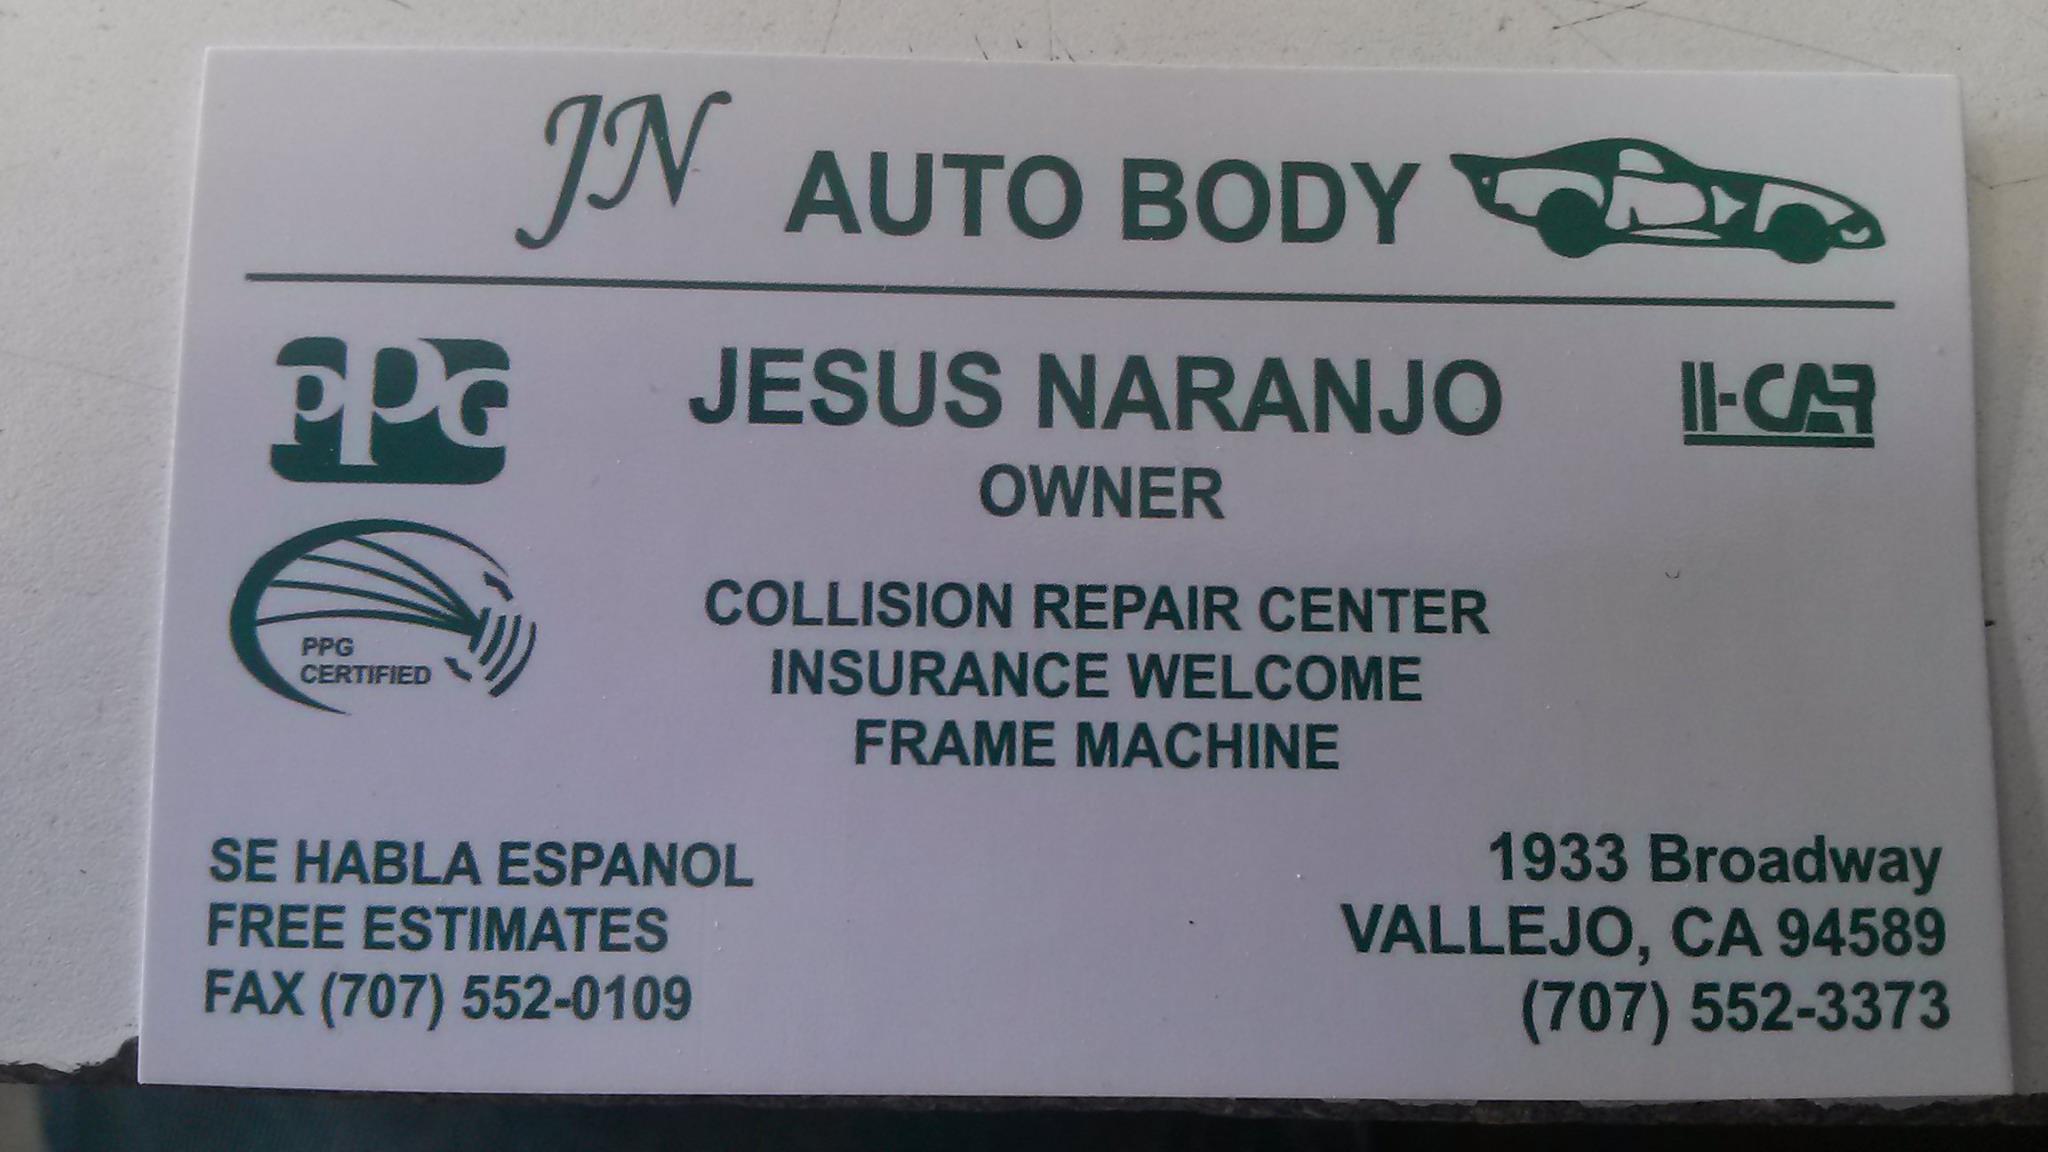 JN AUTO BODY
PPG
JESUS NARANJO
I-CAR
OWNER
PPG
CERTIFIED
COLLISION REPAIR CENTER
INSURANCE WELCOME
FRAME MACHINE
SE HABLA ESPANOL
FREE ESTIMATES
FAX (707) 552-0109
1933 Broadway
VALLEJO, CA 94589
(707) 552-3373